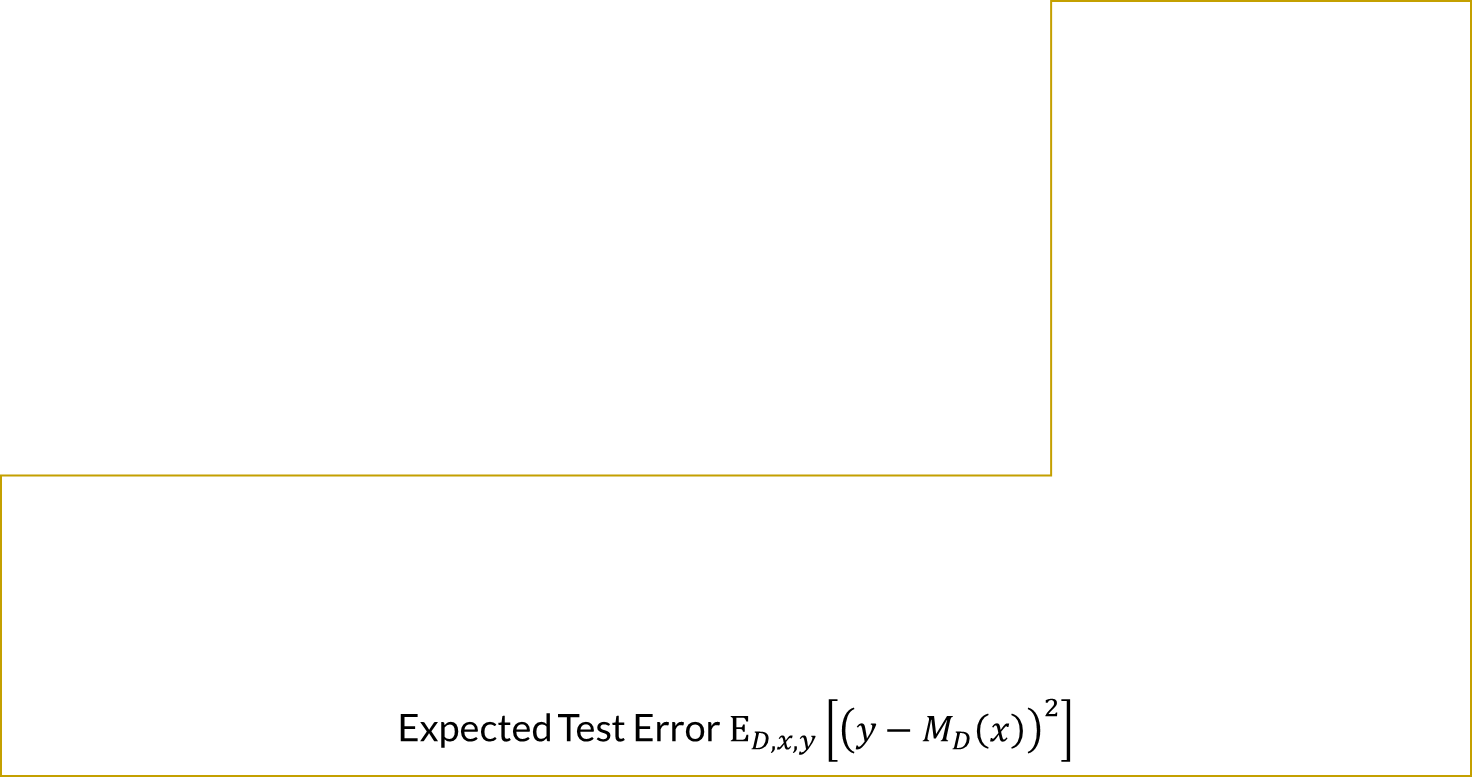 Expected Test Error E_{D,x,y} [(y − M_D(x))^2]